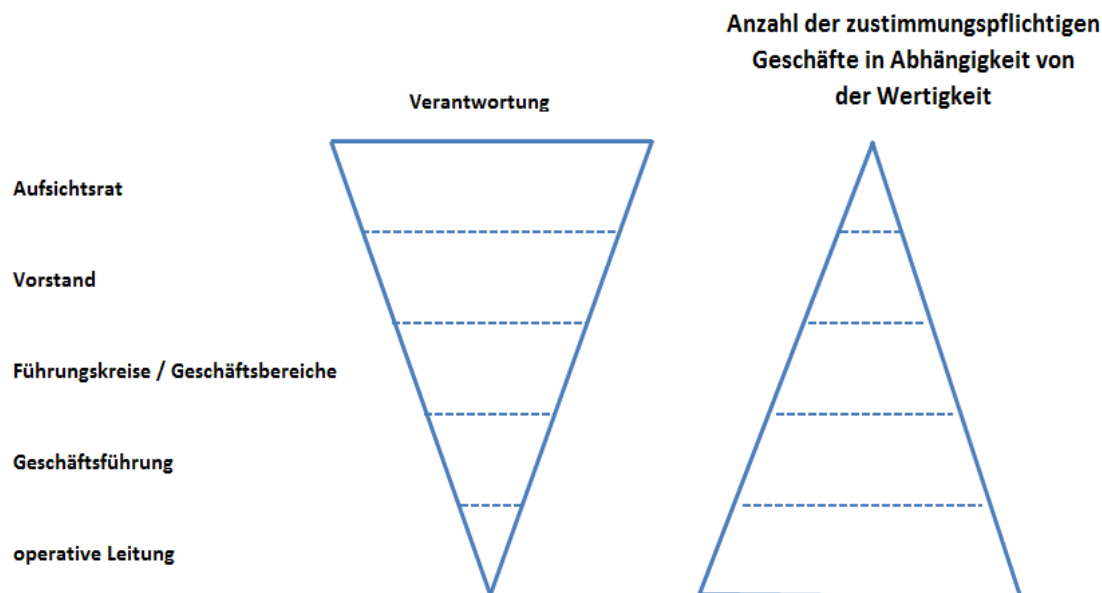 Anzahl der zustimmungspflichtigen
Geschäfte in Abhängigkeit von
der Wertigkeit
Verantwortung
Aufsichtsrat
Vorstand
Führungskreise / Geschäftsbereiche
Geschäftsführung
operative Leitung